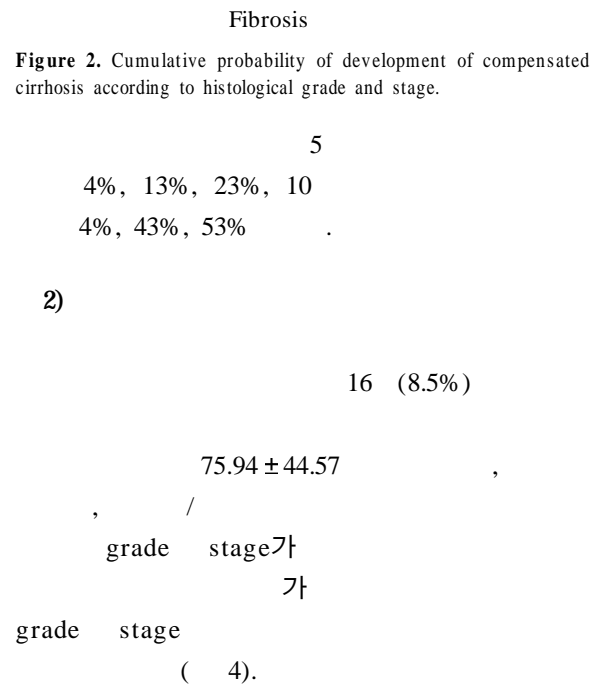 Fibrosis
Figure 2. Cumulative probability of development of compensated
cirrhosis according to histological grade and stage.
5
4%, 13%, 23%, 10
4%, 43%, 53% .
2)
16 (8.5%)
75.94 ± 44.57 ,
, /
grade stage가
가
grade stage
( 4).